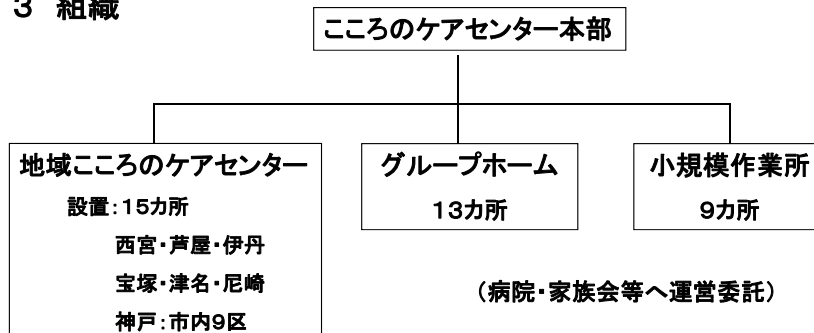 3 組織
こころのケアセンター本部
地域こころのケアセンター
設置：15カ所
西宮・芦屋・伊丹
宝塚・津名・尼崎
神戸：市内9区
グループホーム
13カ所
小規模作業所
9カ所
（病院・家族会等へ運営委託）